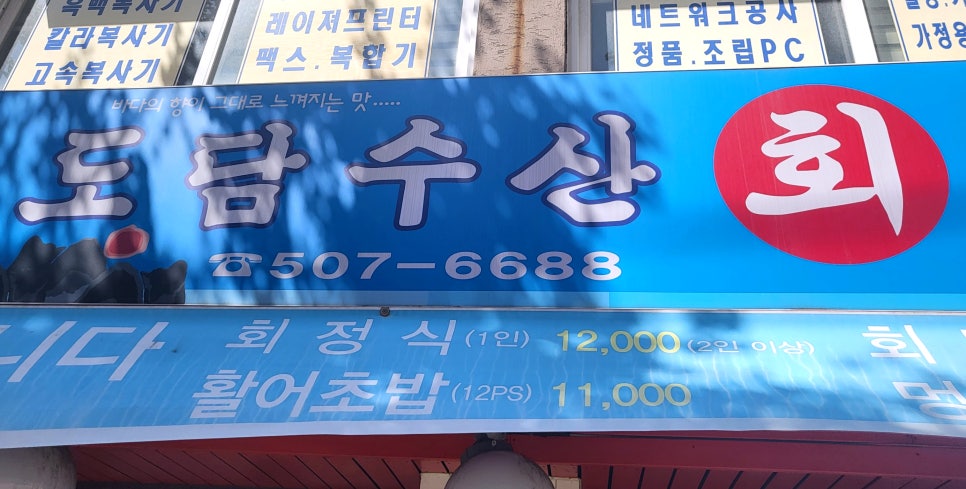 흑백복사기
칼라복사기
고속복사기
레이져프린터
팩스.복합기
네트워크공사
정품.조립PC
가정용
바다의 향이 그대로 느껴지는 맛.....
도담수산 회
☎507-6688
니다
회 정 식 (1인) 12,000 (2인 이상)
활어초밥 (12PS) 11,000
회
멍